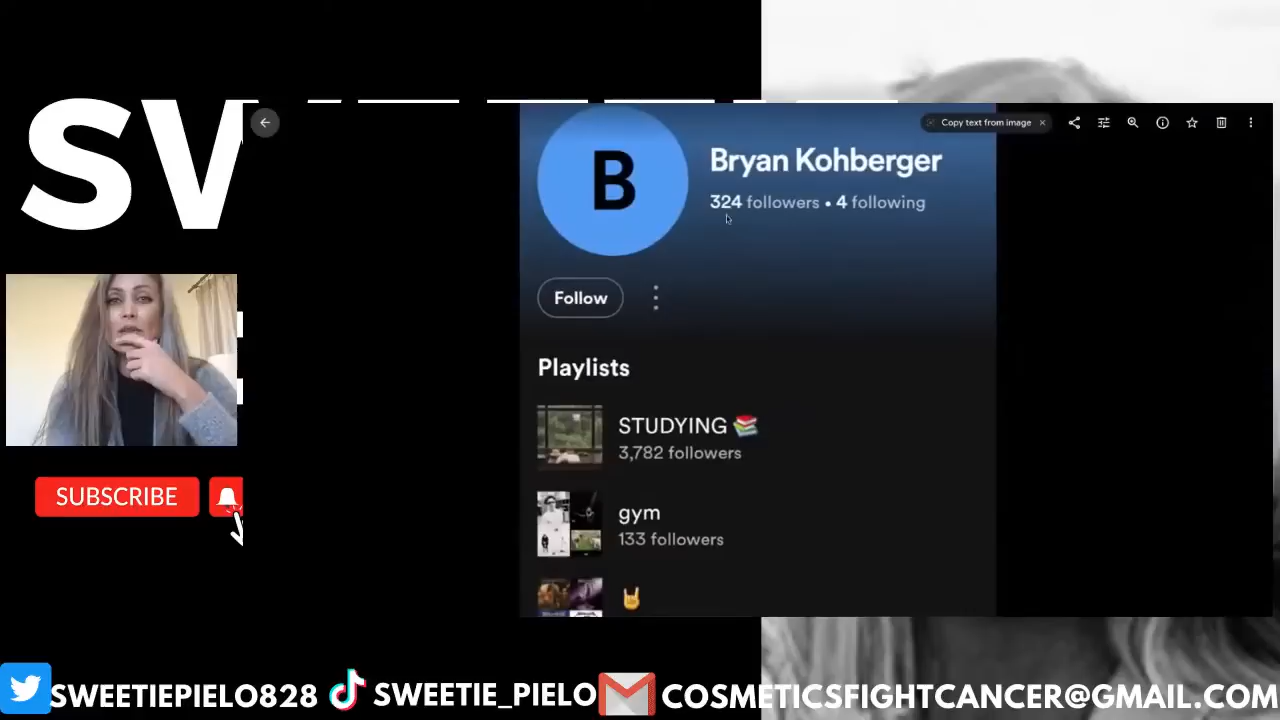 SW
Copy text from image
B
Bryan Kohberger
324 followers • 4 following
Follow
Playlists
STUDYING 📚
3,782 followers
gym
133 followers
🤘
SUBSCRIBE
SWEETIEPIELO828
SWEETIE_PIELO
COSMETICSFIGHTCANCER@GMAIL.COM